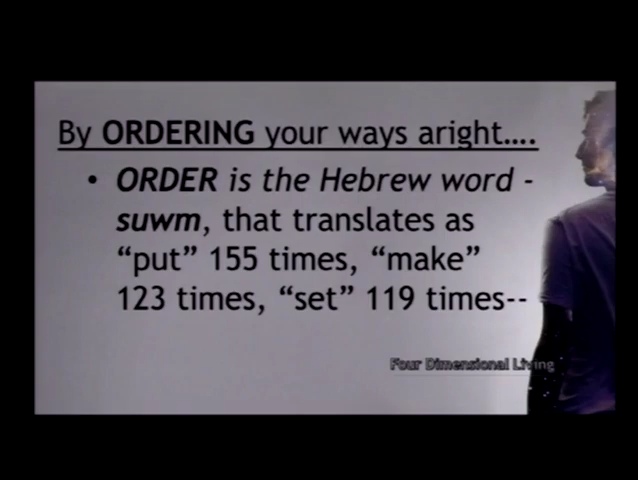 By ORDERING your ways aright....
• ORDER is the Hebrew word -
suwm, that translates as
“put” 155 times, “make”
123 times, “set” 119 times--
Four Dimensional Living